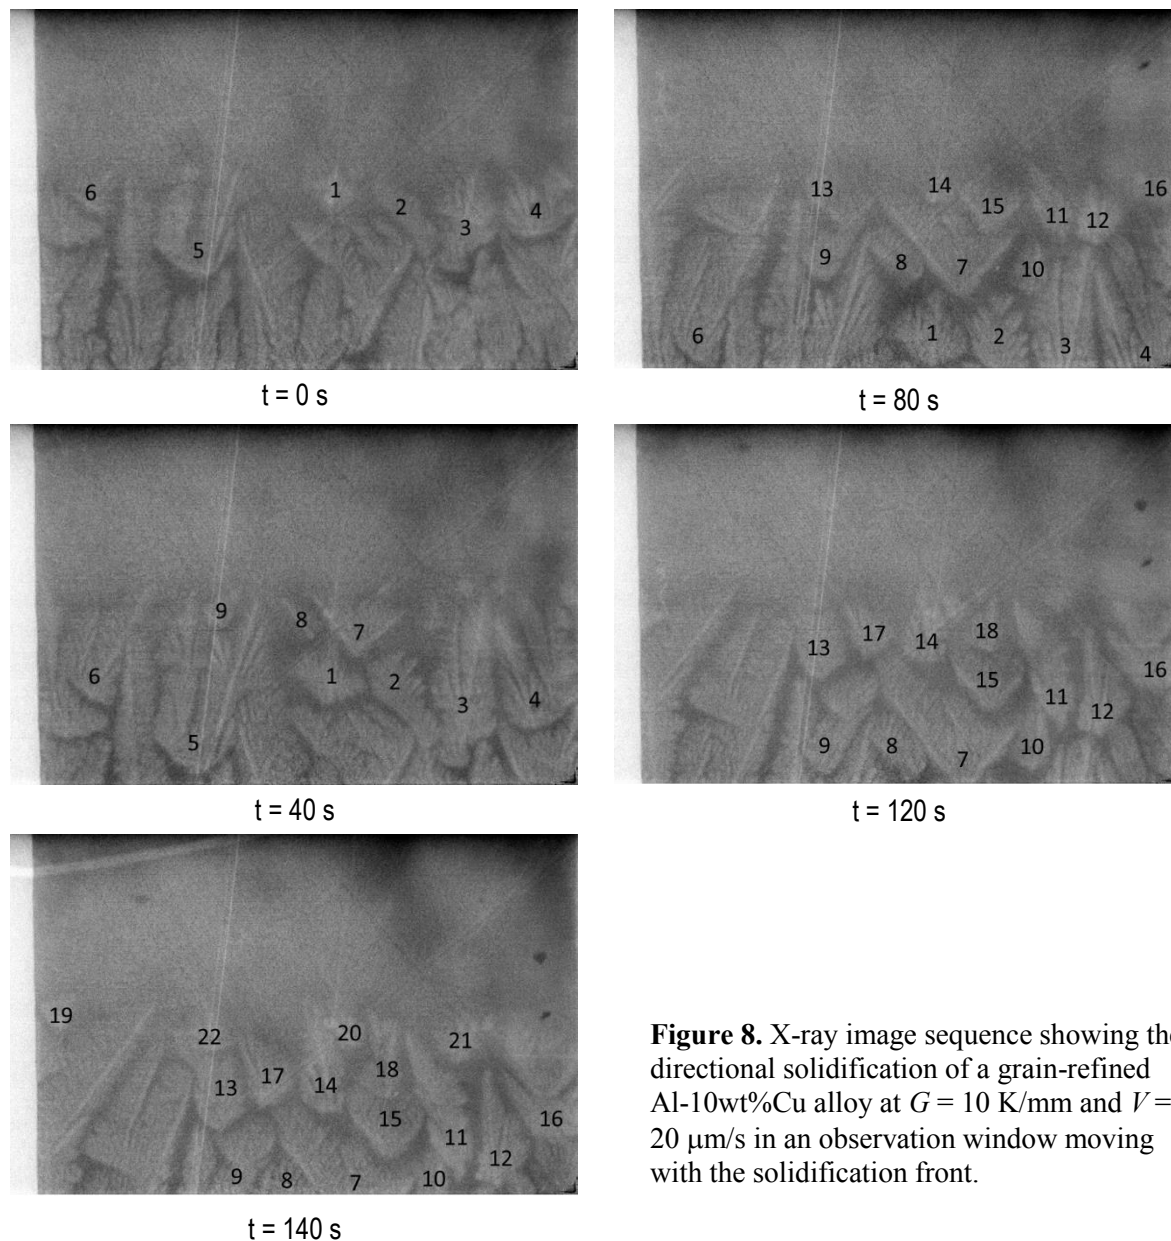 6 1 2 3 4 5
t = 0 s
13 14 15 16 11 12 9 8 7 10 6 1 2 3 4
t = 80 s
9 8 7 6 1 2 3 4 5
t = 40 s
17 18 13 14 15 16 11 12 9 8 7 10
t = 120 s
19 22 20 21 13 17 14 18 15 16 11 12 9 8 7 10
t = 140 s
Figure 8. X-ray image sequence showing the
directional solidification of a grain-refined
Al-10wt%Cu alloy at G = 10 K/mm and V =
20 μm/s in an observation window moving
with the solidification front.